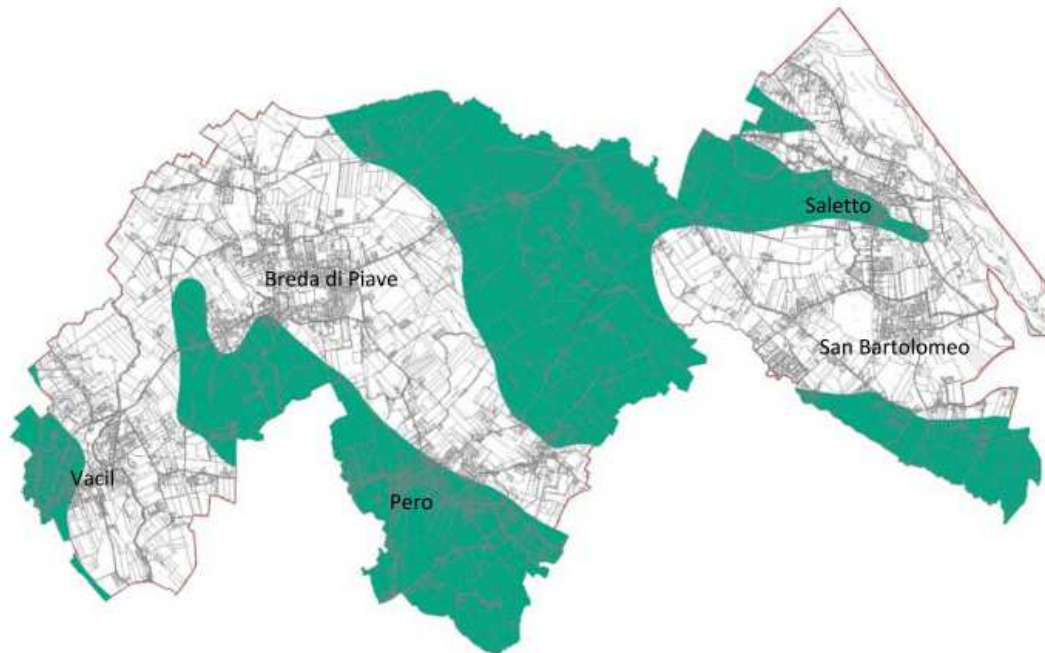 Saletto
Breda di Piave
San Bartolomeo
Vacil
Pero